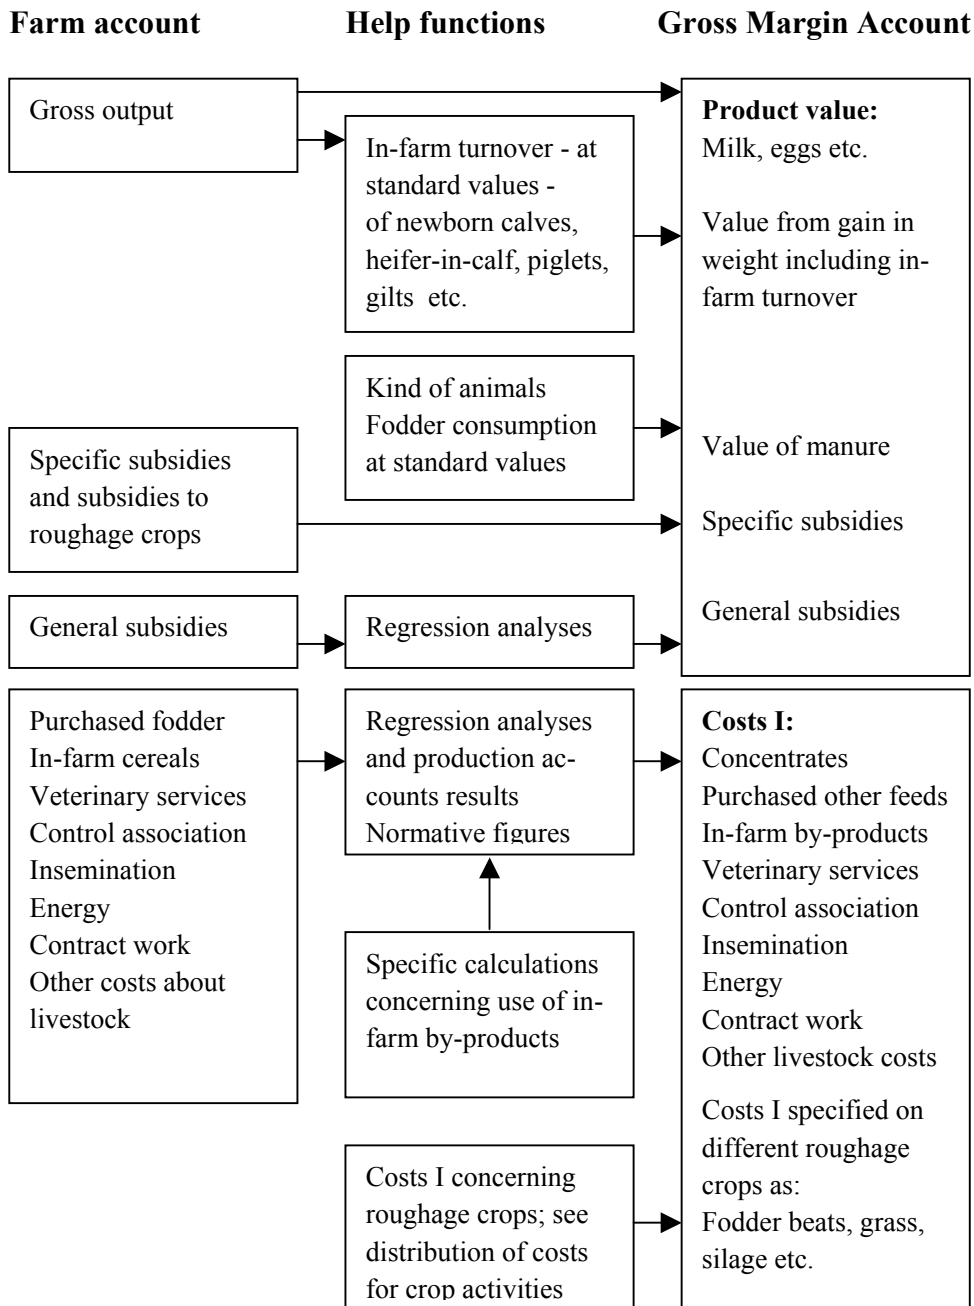 Farm account
Help functions
Gross Margin Account
Gross output
In-farm turnover - at
standard values -
of newborn calves,
heifer-in-calf, piglets,
gilts etc.
Product value:
Milk, eggs etc.
Value from gain in
weight including in-
farm turnover
Kind of animals
Fodder consumption
at standard values
Value of manure
Specific subsidies
and subsidies to
roughage crops
Specific subsidies
General subsidies
Regression analyses
General subsidies
Purchased fodder
In-farm cereals
Veterinary services
Control association
Insemination
Energy
Contract work
Other costs about
livestock
Regression analyses
and production ac-
counts results
Normative figures
Specific calculations
concerning use of in-
farm by-products
Costs I concerning
roughage crops; see
distribution of costs
for crop activities
Costs I:
Concentrates
Purchased other feeds
In-farm by-products
Veterinary services
Control association
Insemination
Energy
Contract work
Other livestock costs
Costs I specified on
different roughage
crops as:
Fodder beats, grass,
silage etc.